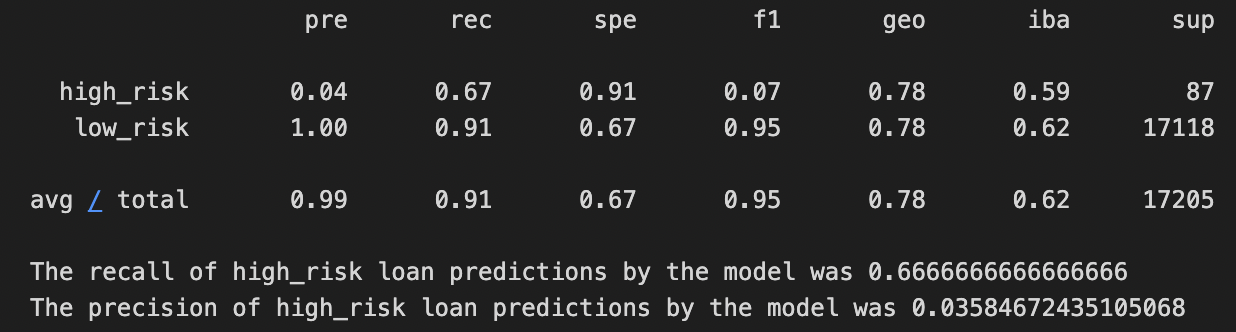 pre rec spe f1 geo iba sup
high_risk 0.04 0.67 0.91 0.07 0.78 0.59 87
low_risk 1.00 0.91 0.67 0.95 0.78 0.62 17118
avg / total 0.99 0.91 0.67 0.95 0.78 0.62 17205
The recall of high_risk loan predictions by the model was 0.6666666666666666
The precision of high_risk loan predictions by the model was 0.03584672435105068